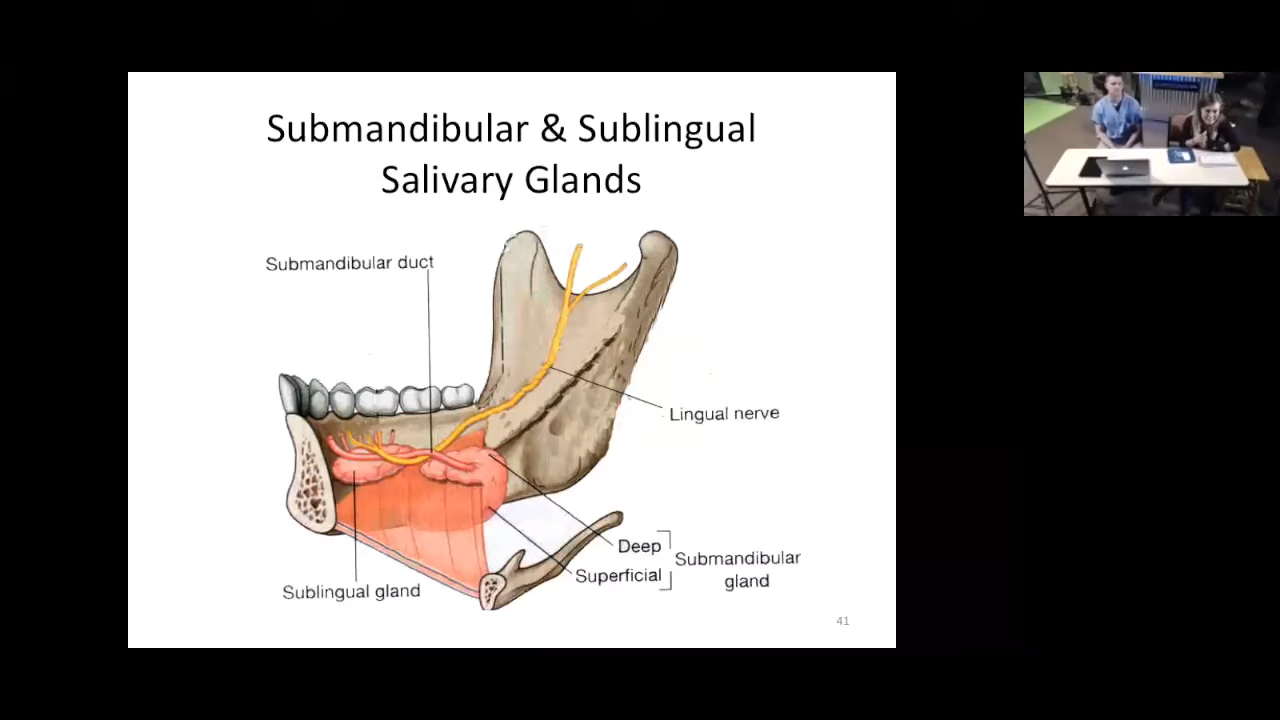 Submandibular & Sublingual
Salivary Glands
Submandibular duct
Lingual nerve
Deep
Superficial
Submandibular
gland
Sublingual gland
41